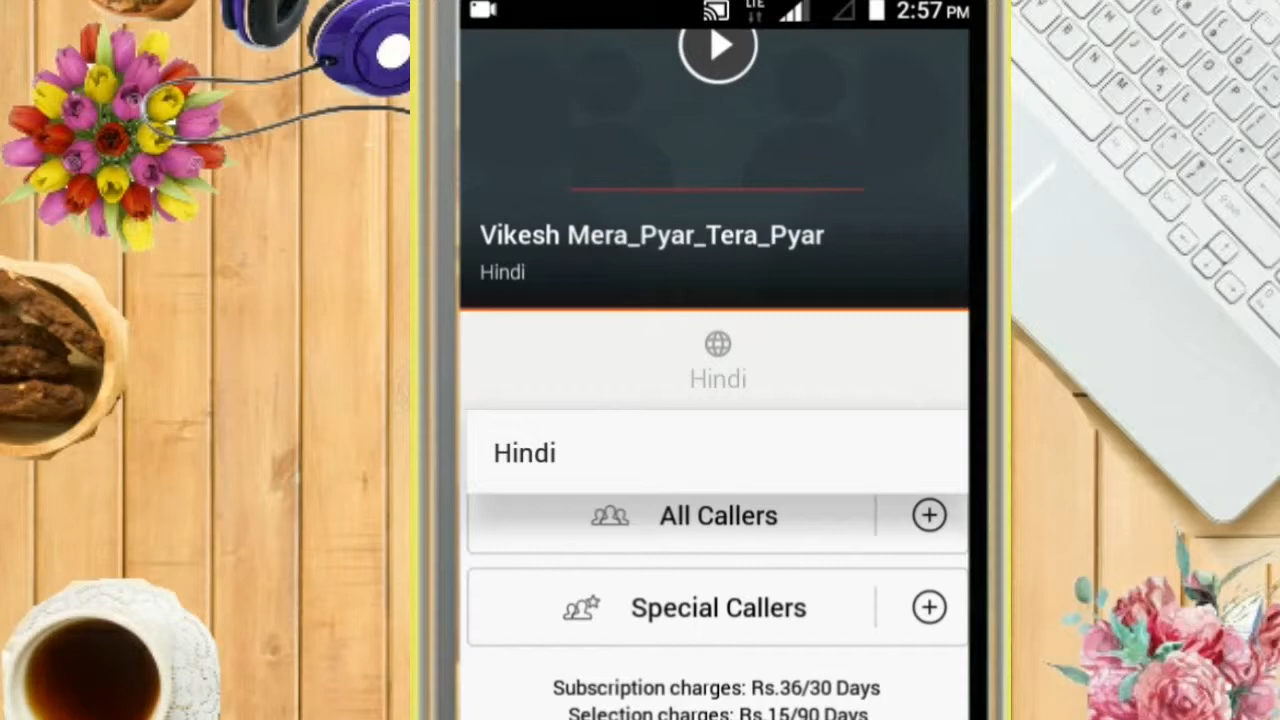 LTE
2:57 PM
Vikesh Mera_Pyar_Tera_Pyar
Hindi
Hindi
Hindi
All Callers
Special Callers
Subscription charges: Rs.36/30 Days
Selection charges: Rs.15/90 Days